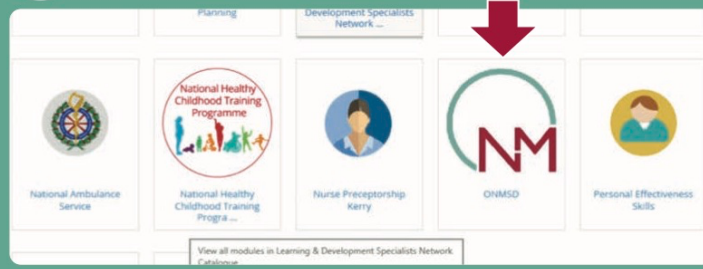 Planning
Development Specialists
Network ...
National Healthy
Childhood Training
Programme
NM
National Ambulance
Service
National Healthy
Childhood Training
Progra ...
Nurse Preceptorship
Kerry
ONMSD
Personal Effectiveness
Skills
View all modules in Learning & Development Specialists Network
Catalogue